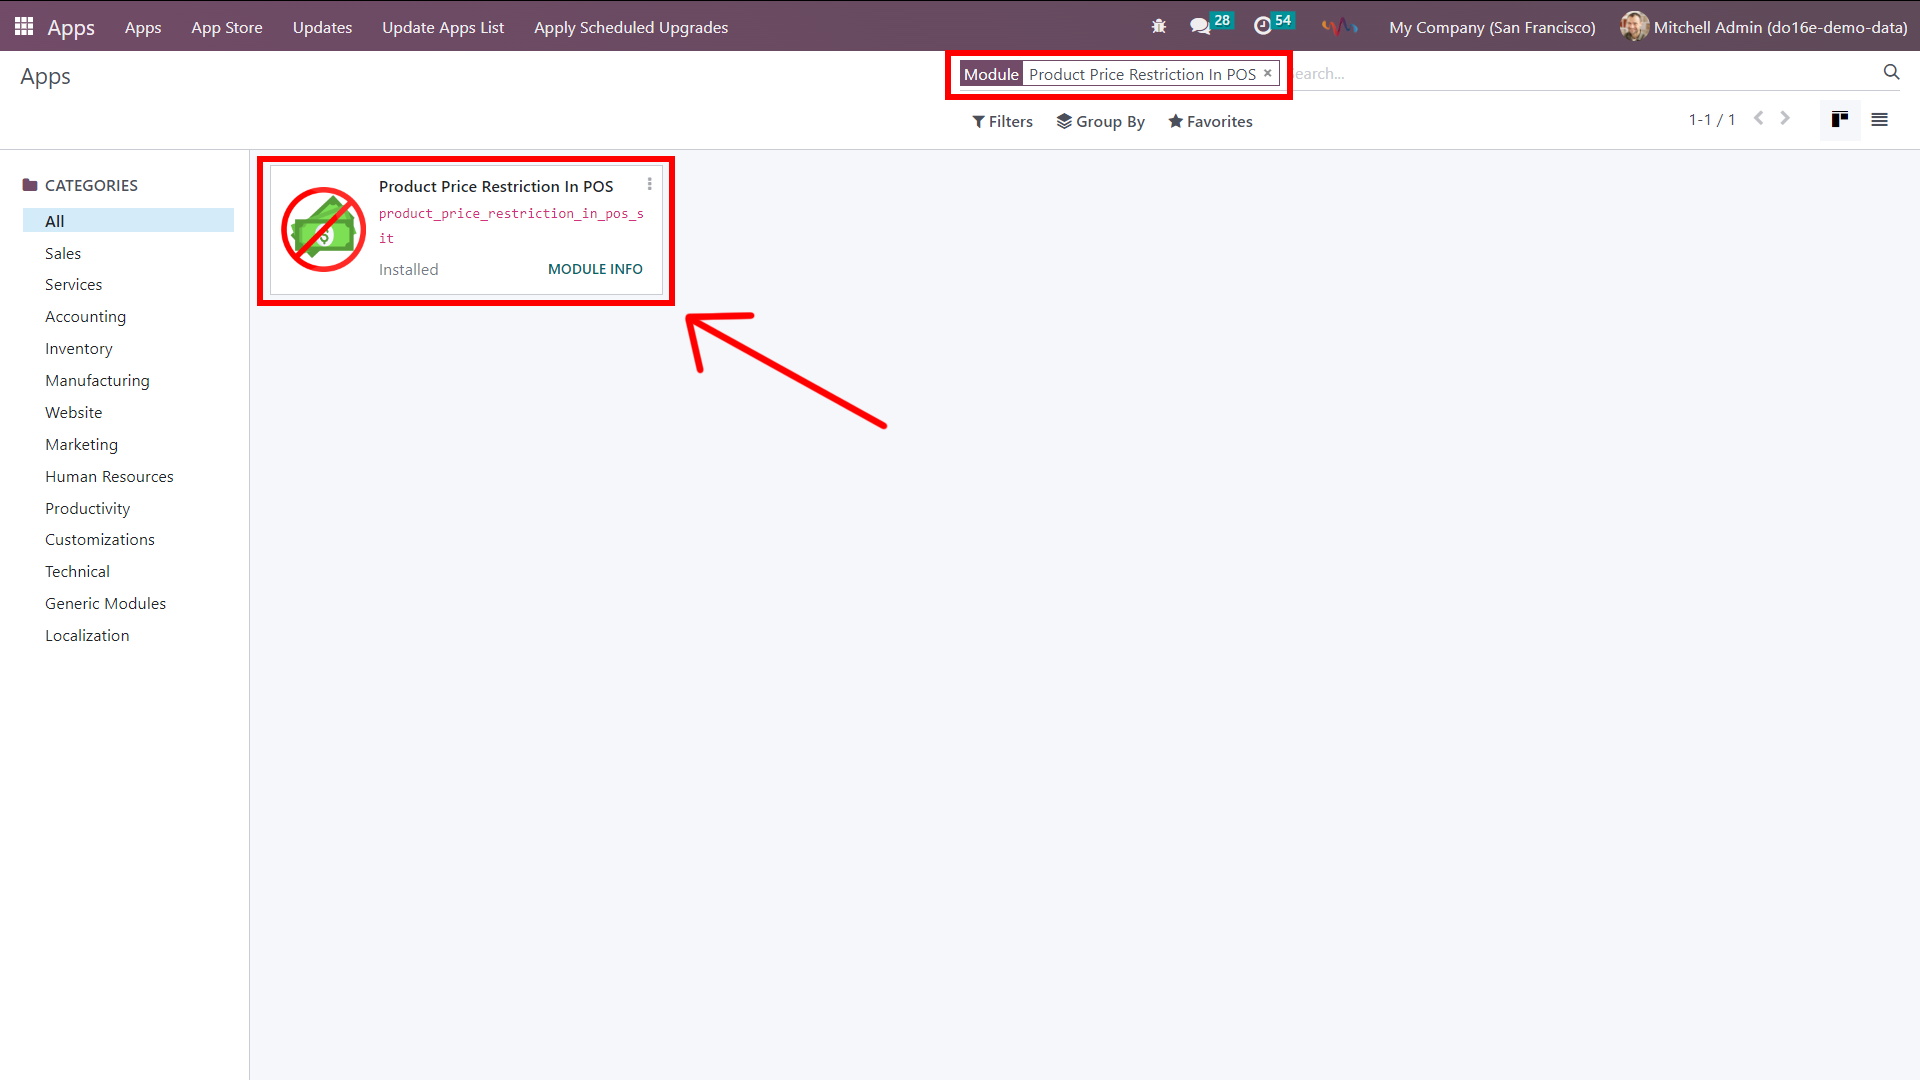 Apps Apps App Store Updates Update Apps List Apply Scheduled Upgrades 28 54 My Company (San Francisco) Mitchell Admin (do16e-demo-data)
Apps
Module Product Price Restriction In POS × earch...
Filters Group By Favorites 1-1 / 1
CATEGORIES
All
Sales
Services
Accounting
Inventory
Manufacturing
Website
Marketing
Human Resources
Productivity
Customizations
Technical
Generic Modules
Localization
Product Price Restriction In POS
product_price_restriction_in_pos_s
it
Installed MODULE INFO
$